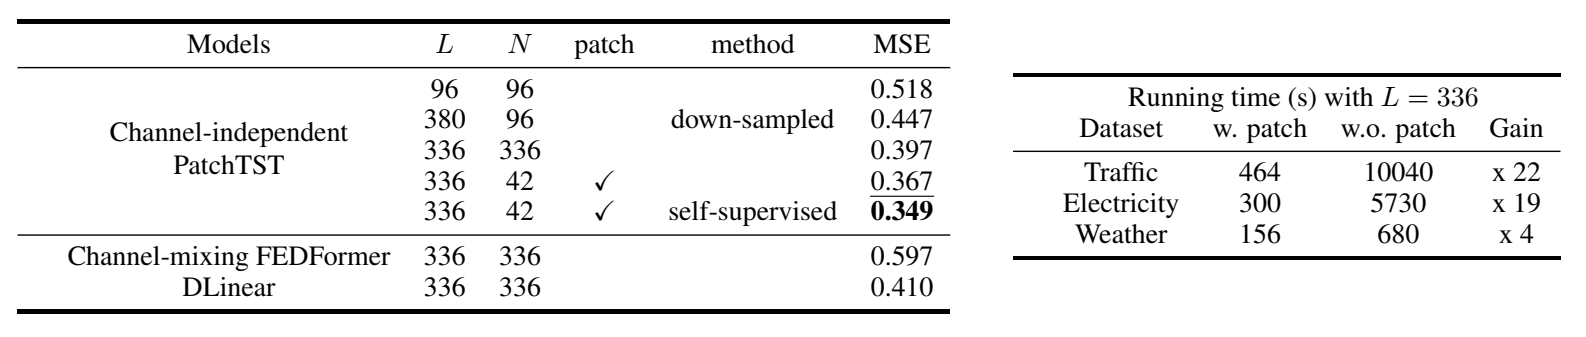 Models L N patch method MSE
96 96 0.518
380 96 down-sampled 0.447
Channel-independent
336 336 0.397
PatchTST
336 42 ✓ 0.367
336 42 ✓ self-supervised 0.349
Channel-mixing FEDFormer 336 336 0.597
DLinear 336 336 0.410
Running time (s) with L = 336
Dataset w. patch w.o. patch Gain
Traffic 464 10040 x 22
Electricity 300 5730 x 19
Weather 156 680 x 4